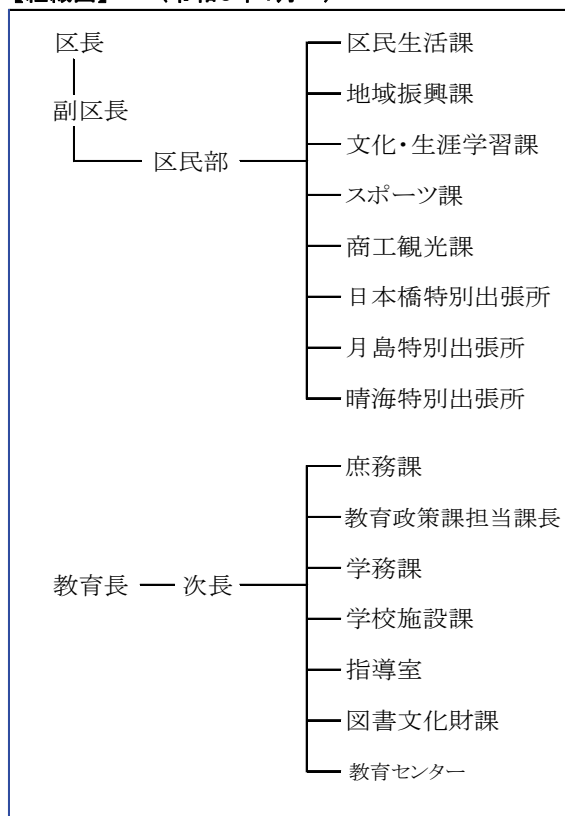 区長
副区長
区民部
区民生活課
地域振興課
文化・生涯学習課
スポーツ課
商工観光課
日本橋特別出張所
月島特別出張所
晴海特別出張所
教育長
次長
庶務課
教育政策課担当課長
学務課
学校施設課
指導室
図書文化財課
教育センター